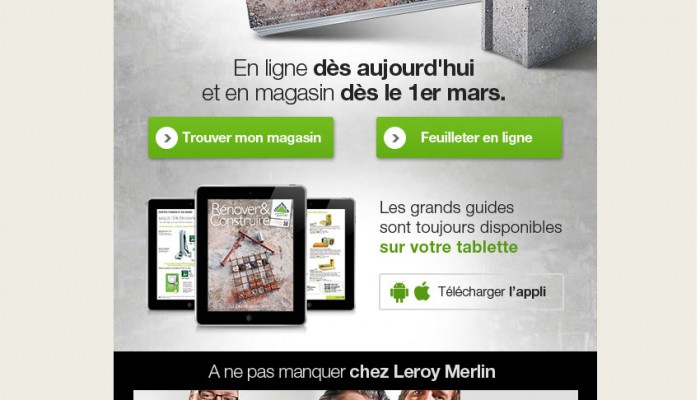 En ligne dès aujourd'hui
et en magasin dès le 1er mars.
Trouver mon magasin
Feuilleter en ligne
Rénover&
Construire
Les grands guides
sont toujours disponibles
sur votre tablette
Télécharger l'appli
A ne pas manquer chez Leroy Merlin